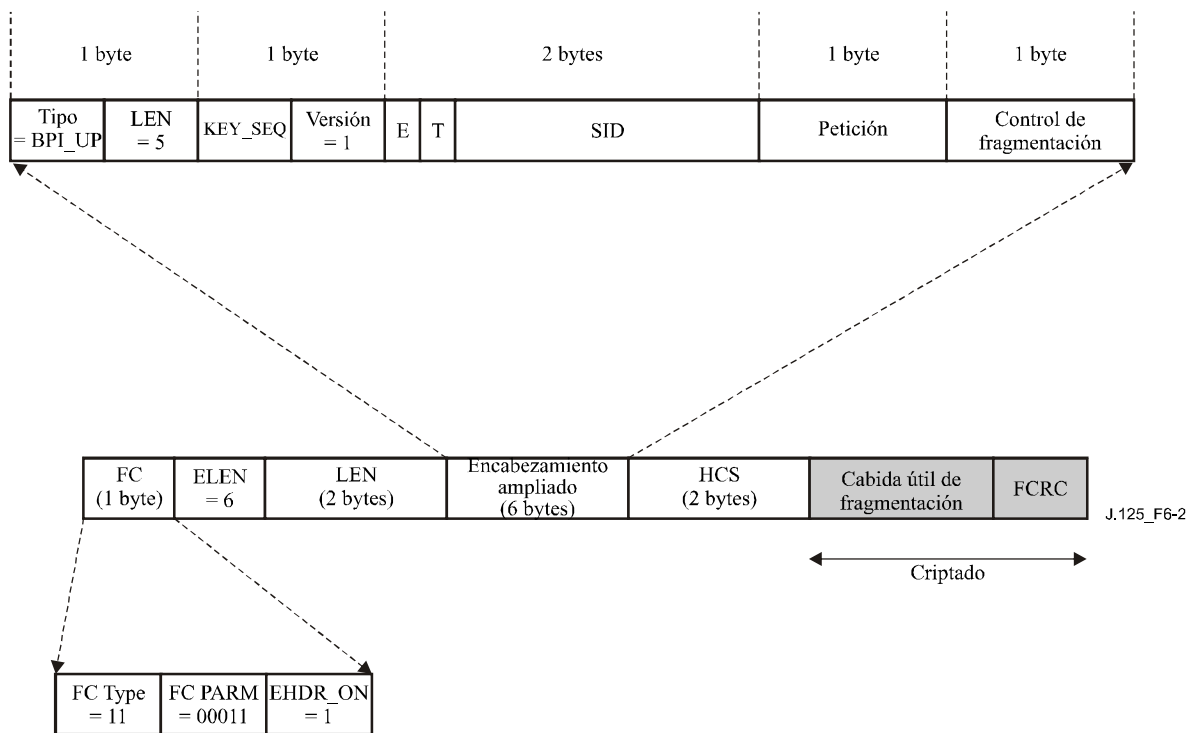 1 byte
1 byte
2 bytes
1 byte
1 byte
Tipo
= BPI_UP
LEN
= 5
KEY_SEQ
Versión
= 1
E
T
SID
Petición
Control de
fragmentación
FC
(1 byte)
ELEN
= 6
LEN
(2 bytes)
Encabezamiento
ampliado
(6 bytes)
HCS
(2 bytes)
Cabida útil de
fragmentación
FCRC
J.125_F6-2
Criptado
FC Type
= 11
FC PARM
= 00011
EHDR_ON
= 1